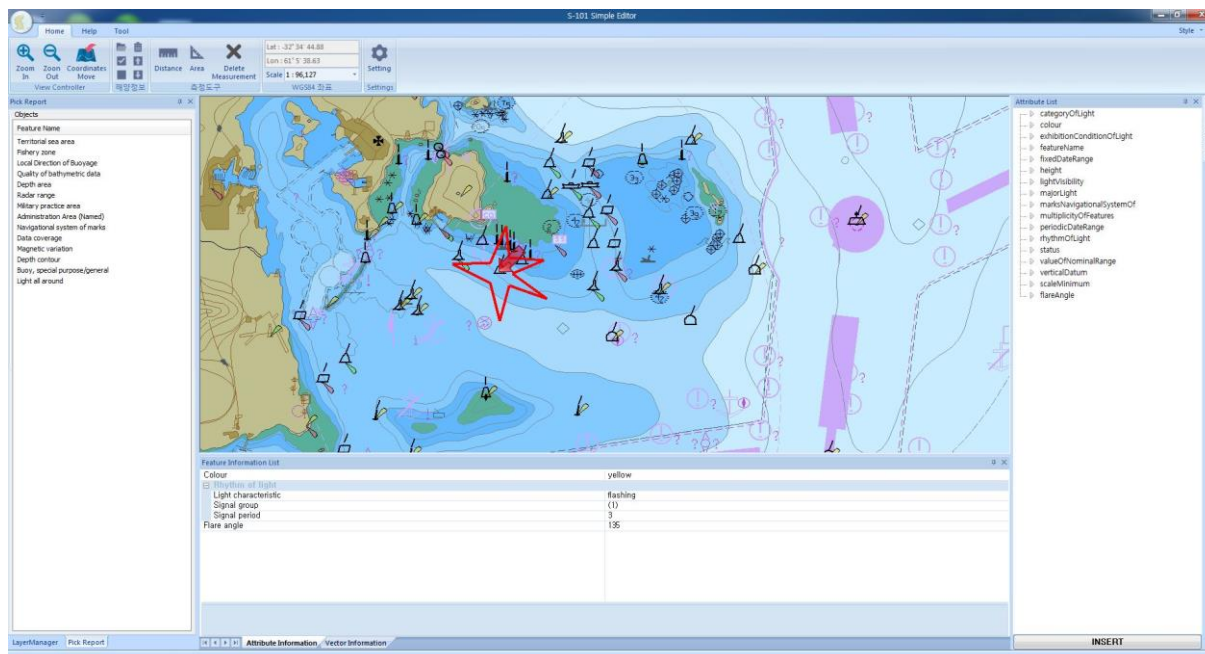 S-101 Simple Editor
Home Help Tool
Style
Zoom In
Zoon Out
Coordinates Move
View Controller
해양정보
Distance
Area
Delete Measurement
측정도구
Lat : -32° 34' 44.88
Lon : 61° 5' 38.63
Scale 1 : 96,127
WGS84 좌표
Setting
Settings
Pick Report
Objects
Feature Name
Territorial sea area
Fishery zone
Local Direction of Buoyage
Quality of bathymetric data
Depth area
Radar range
Military practice area
Administration Area (Named)
Navigational system of marks
Data coverage
Magnetic variation
Depth contour
Buoy, special purpose/general
Light all around
LayerManager Pick Report
Feature Information List
Colour yellow
Rhythm of light
Light characteristic flashing
Signal group (1)
Signal period 3
Flare angle 135
Attribute Information Vector Information
Attribute List
categoryOfLight
colour
exhibitionConditionOfLight
featureName
fixedDateRange
height
lightVisibility
majorLight
marksNavigationalSystemOf
multiplicityOfFeatures
periodicDateRange
rhythmOfLight
status
valueOfNominalRange
verticalDatum
scaleMinimum
flareAngle
INSERT